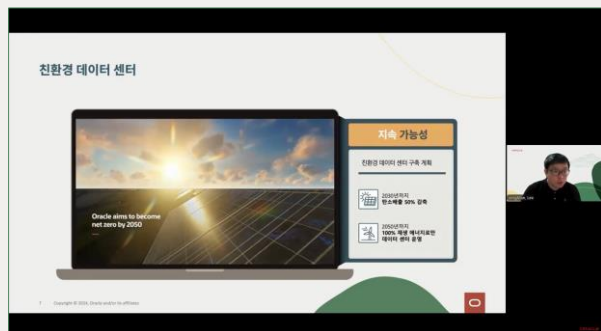 친환경 데이터 센터
Oracle aims to become
net zero by 2050
지속 가능성
친환경 데이터 센터 구축 계획
2030년까지
탄소배출 50% 감축
2050년까지
100% 재생 에너지로만
데이터 센터 운영
7 Copyright © 2024, Oracle and/or its affiliates